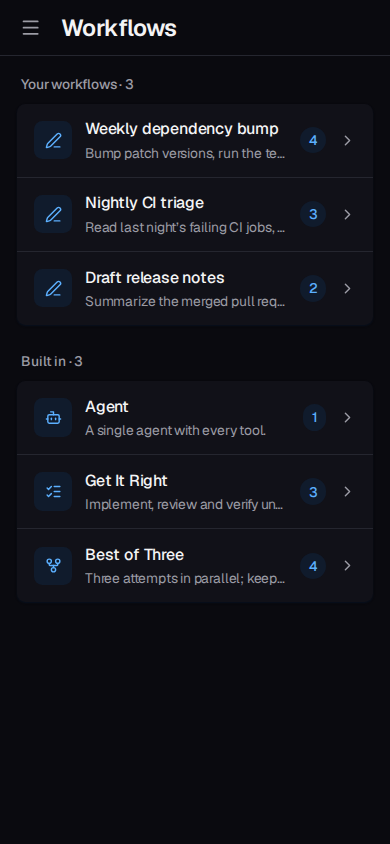 Workflows
Your workflows · 3
Weekly dependency bump
Bump patch versions, run the te...
4
Nightly CI triage
Read last night's failing CI jobs, ...
3
Draft release notes
Summarize the merged pull req...
2
Built in · 3
Agent
A single agent with every tool.
1
Get It Right
Implement, review and verify un...
3
Best of Three
Three attempts in parallel; keep...
4